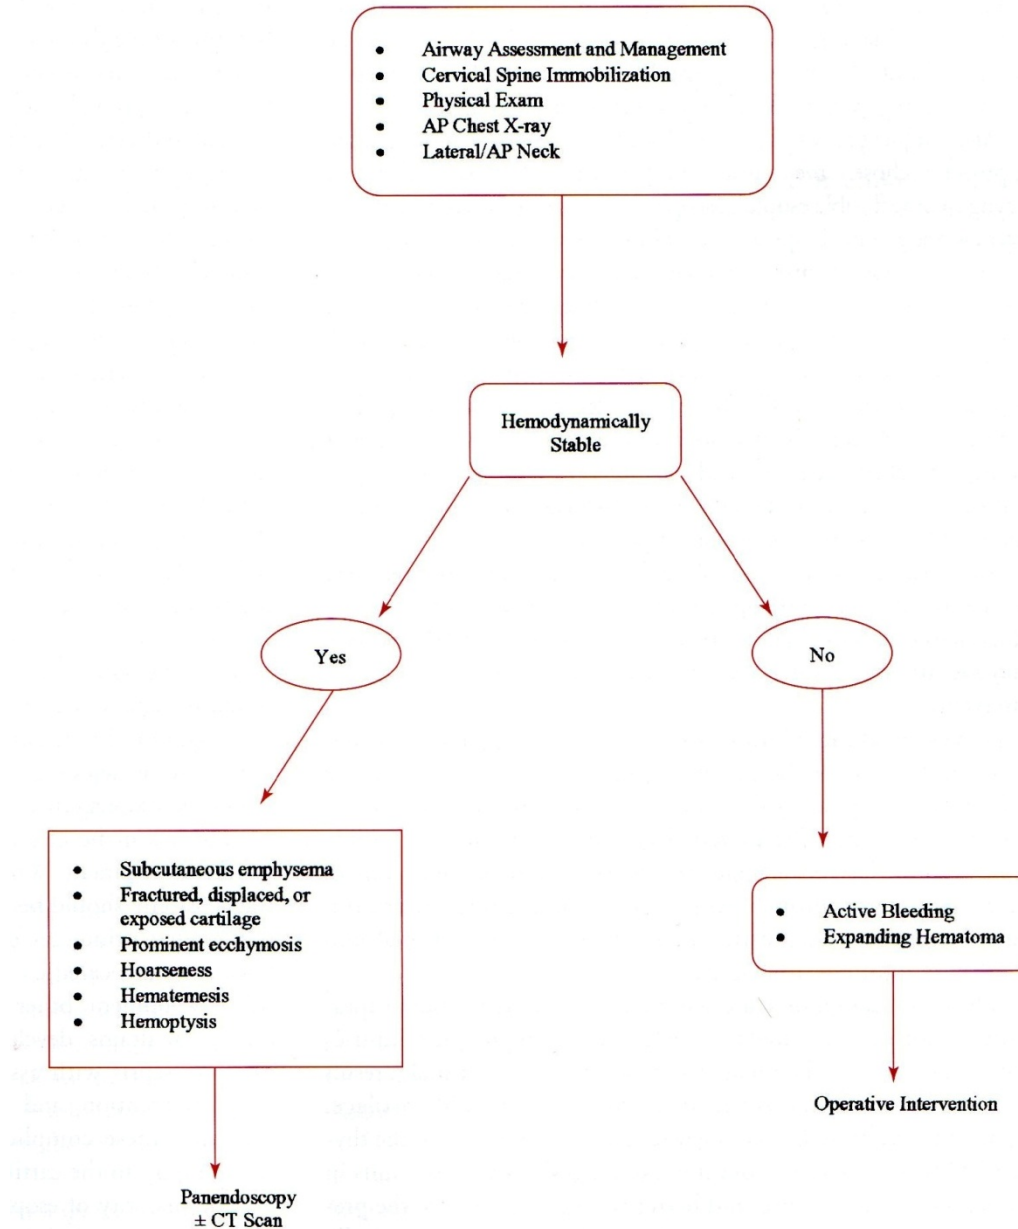 • Airway Assessment and Management
• Cervical Spine Immobilization
• Physical Exam
• AP Chest X-ray
• Lateral/AP Neck
Hemodynamically
Stable
Yes
No
• Subcutaneous emphysema
• Fractured, displaced, or
exposed cartilage
• Prominent ecchymosis
• Hoarseness
• Hematemesis
• Hemoptysis
• Active Bleeding
• Expanding Hematoma
Operative Intervention
Panendoscopy
± CT Scan